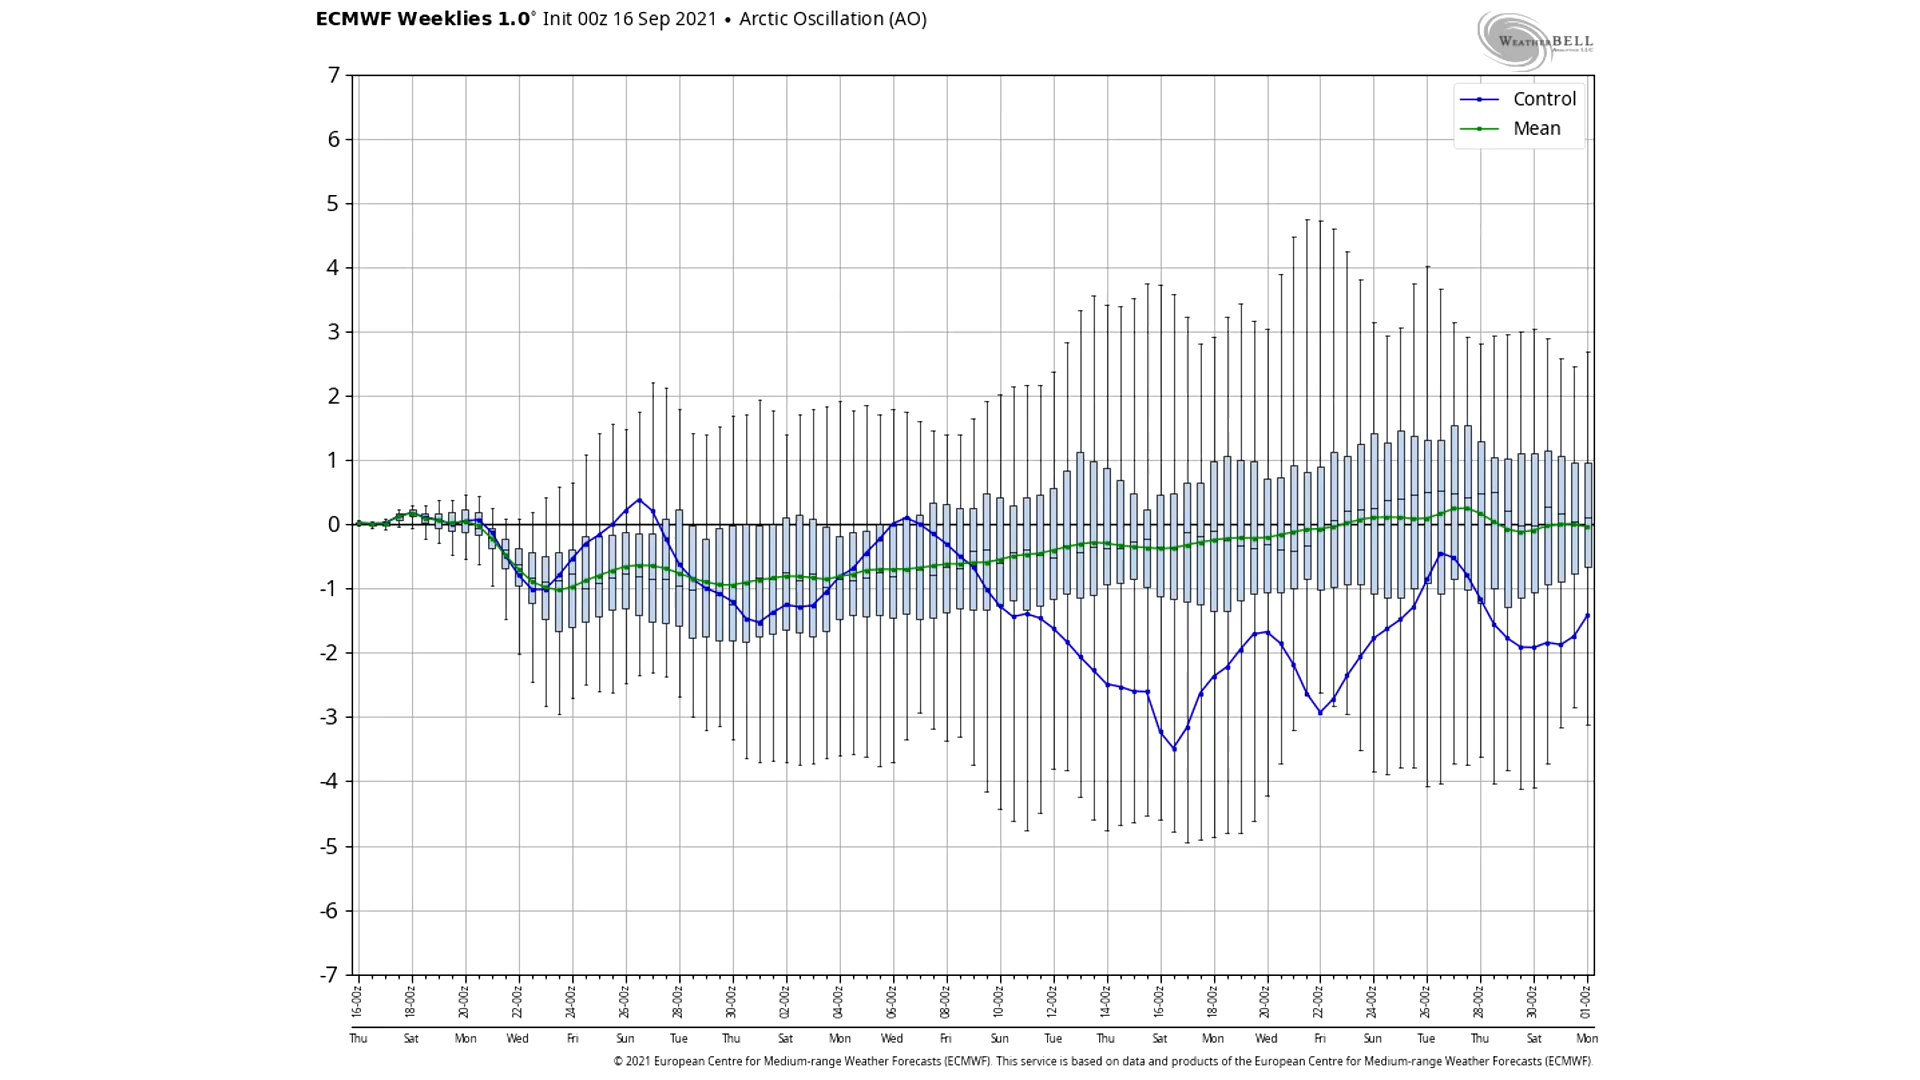 ECMWF Weeklies 1.0° Init 00z 16 Sep 2021 • Arctic Oscillation (AO)
WEATHERBELL
Control
Mean
7
6
5
4
3
2
1
0
-1
-2
-3
-4
-5
-6
-7
16-00z 18-00z 20-00z 22-00z 24-00z 26-00z 28-00z 30-00z 02-00z 04-00z 06-00z 08-00z 10-00z 12-00z 14-00z 16-00z 18-00z 20-00z 22-00z 24-00z 26-00z 28-00z 30-00z 01-00z
Thu Sat Mon Wed Fri Sun Tue Thu Sat Mon Wed Fri Sun Tue Thu Sat Mon Wed Fri Sun Tue Thu Sat Mon
© 2021 European Centre for Medium-range Weather Forecasts (ECMWF). This service is based on data and products of the European Centre for Medium-range Weather Forecasts (ECMWF).